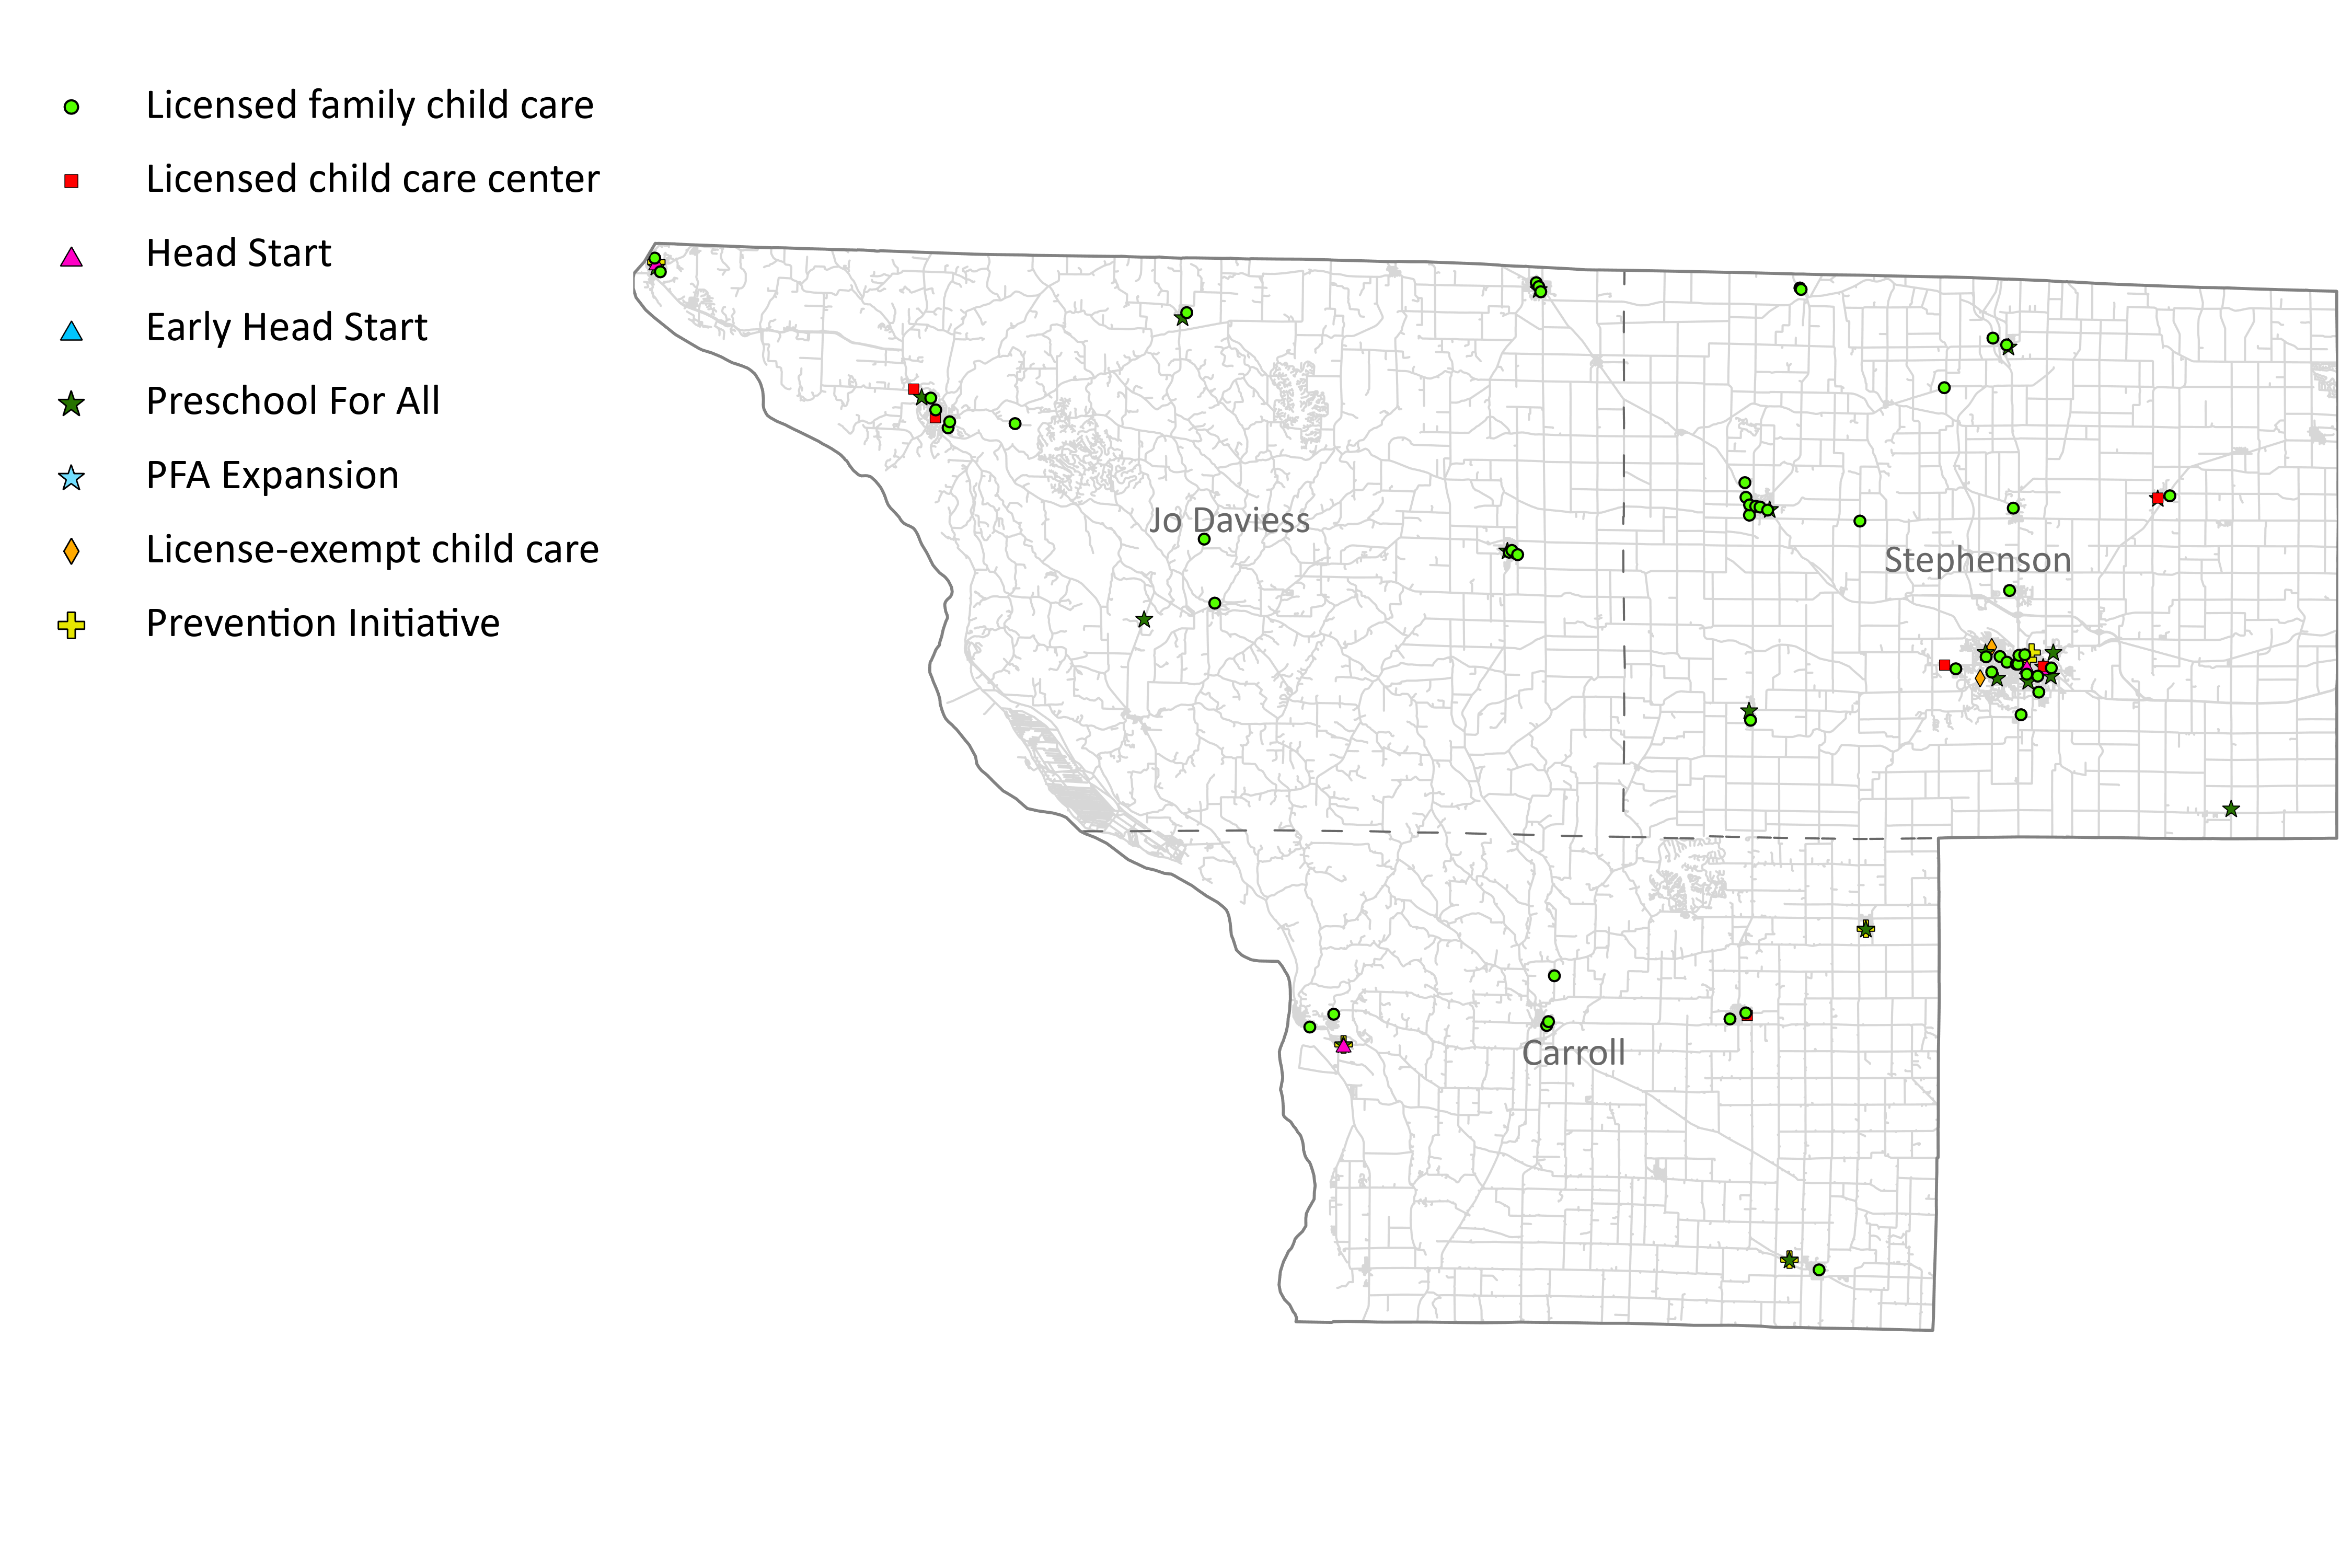 Licensed family child care
Licensed child care center
Head Start
Early Head Start
Preschool For All
PFA Expansion
License-exempt child care
Prevention Initiative
Jo Daviess
Stephenson
Carroll